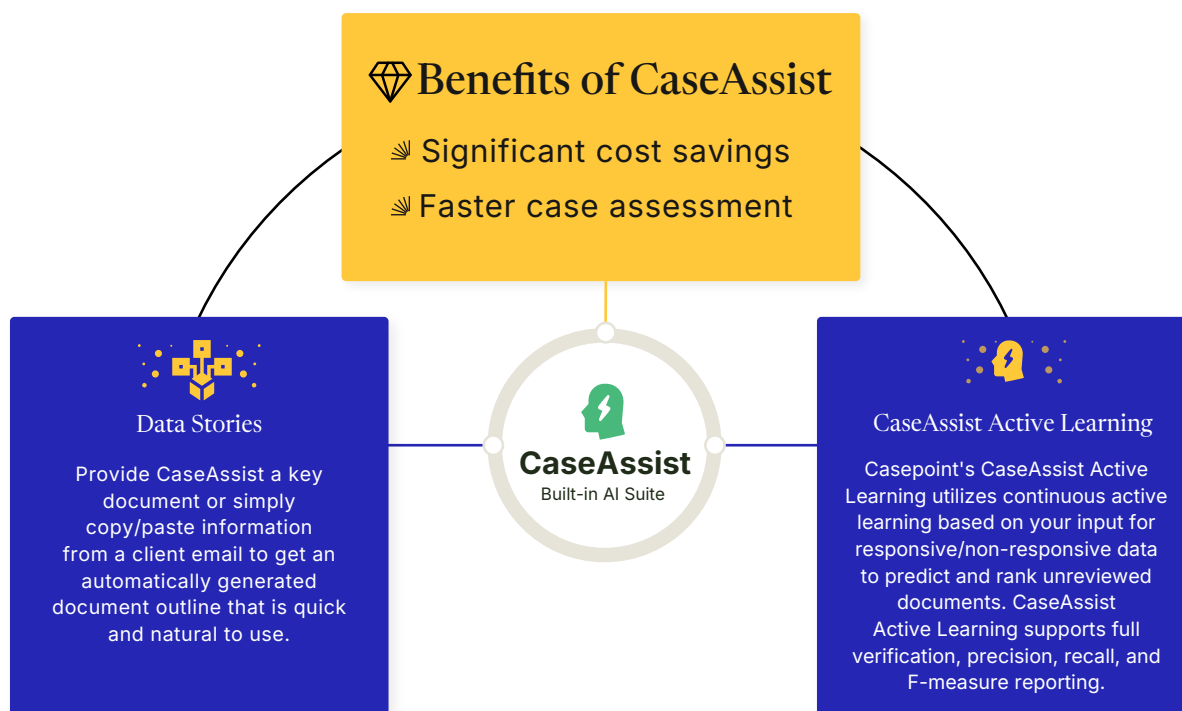 Benefits of CaseAssist
Significant cost savings
Faster case assessment
Data Stories
Provide CaseAssist a key
document or simply
copy/paste information
from a client email to get an
automatically generated
document outline that is quick
and natural to use.
CaseAssist
Built-in AI Suite
CaseAssist Active Learning
Casepoint's CaseAssist Active
Learning utilizes continuous active
learning based on your input for
responsive/non-responsive data
to predict and rank unreviewed
documents. CaseAssist
Active Learning supports full
verification, precision, recall, and
F-measure reporting.